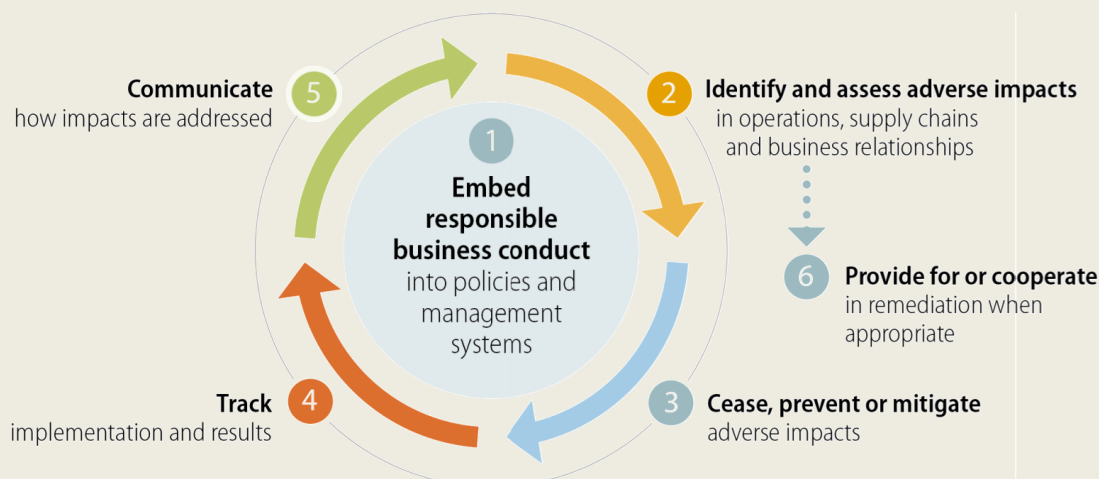 1
Embed
responsible
business conduct
into policies and
management
systems
2
Identify and assess adverse impacts
in operations, supply chains
and business relationships
3
Cease, prevent or mitigate
adverse impacts
4
Track
implementation and results
5
Communicate
how impacts are addressed
6
Provide for or cooperate
in remediation when
appropriate